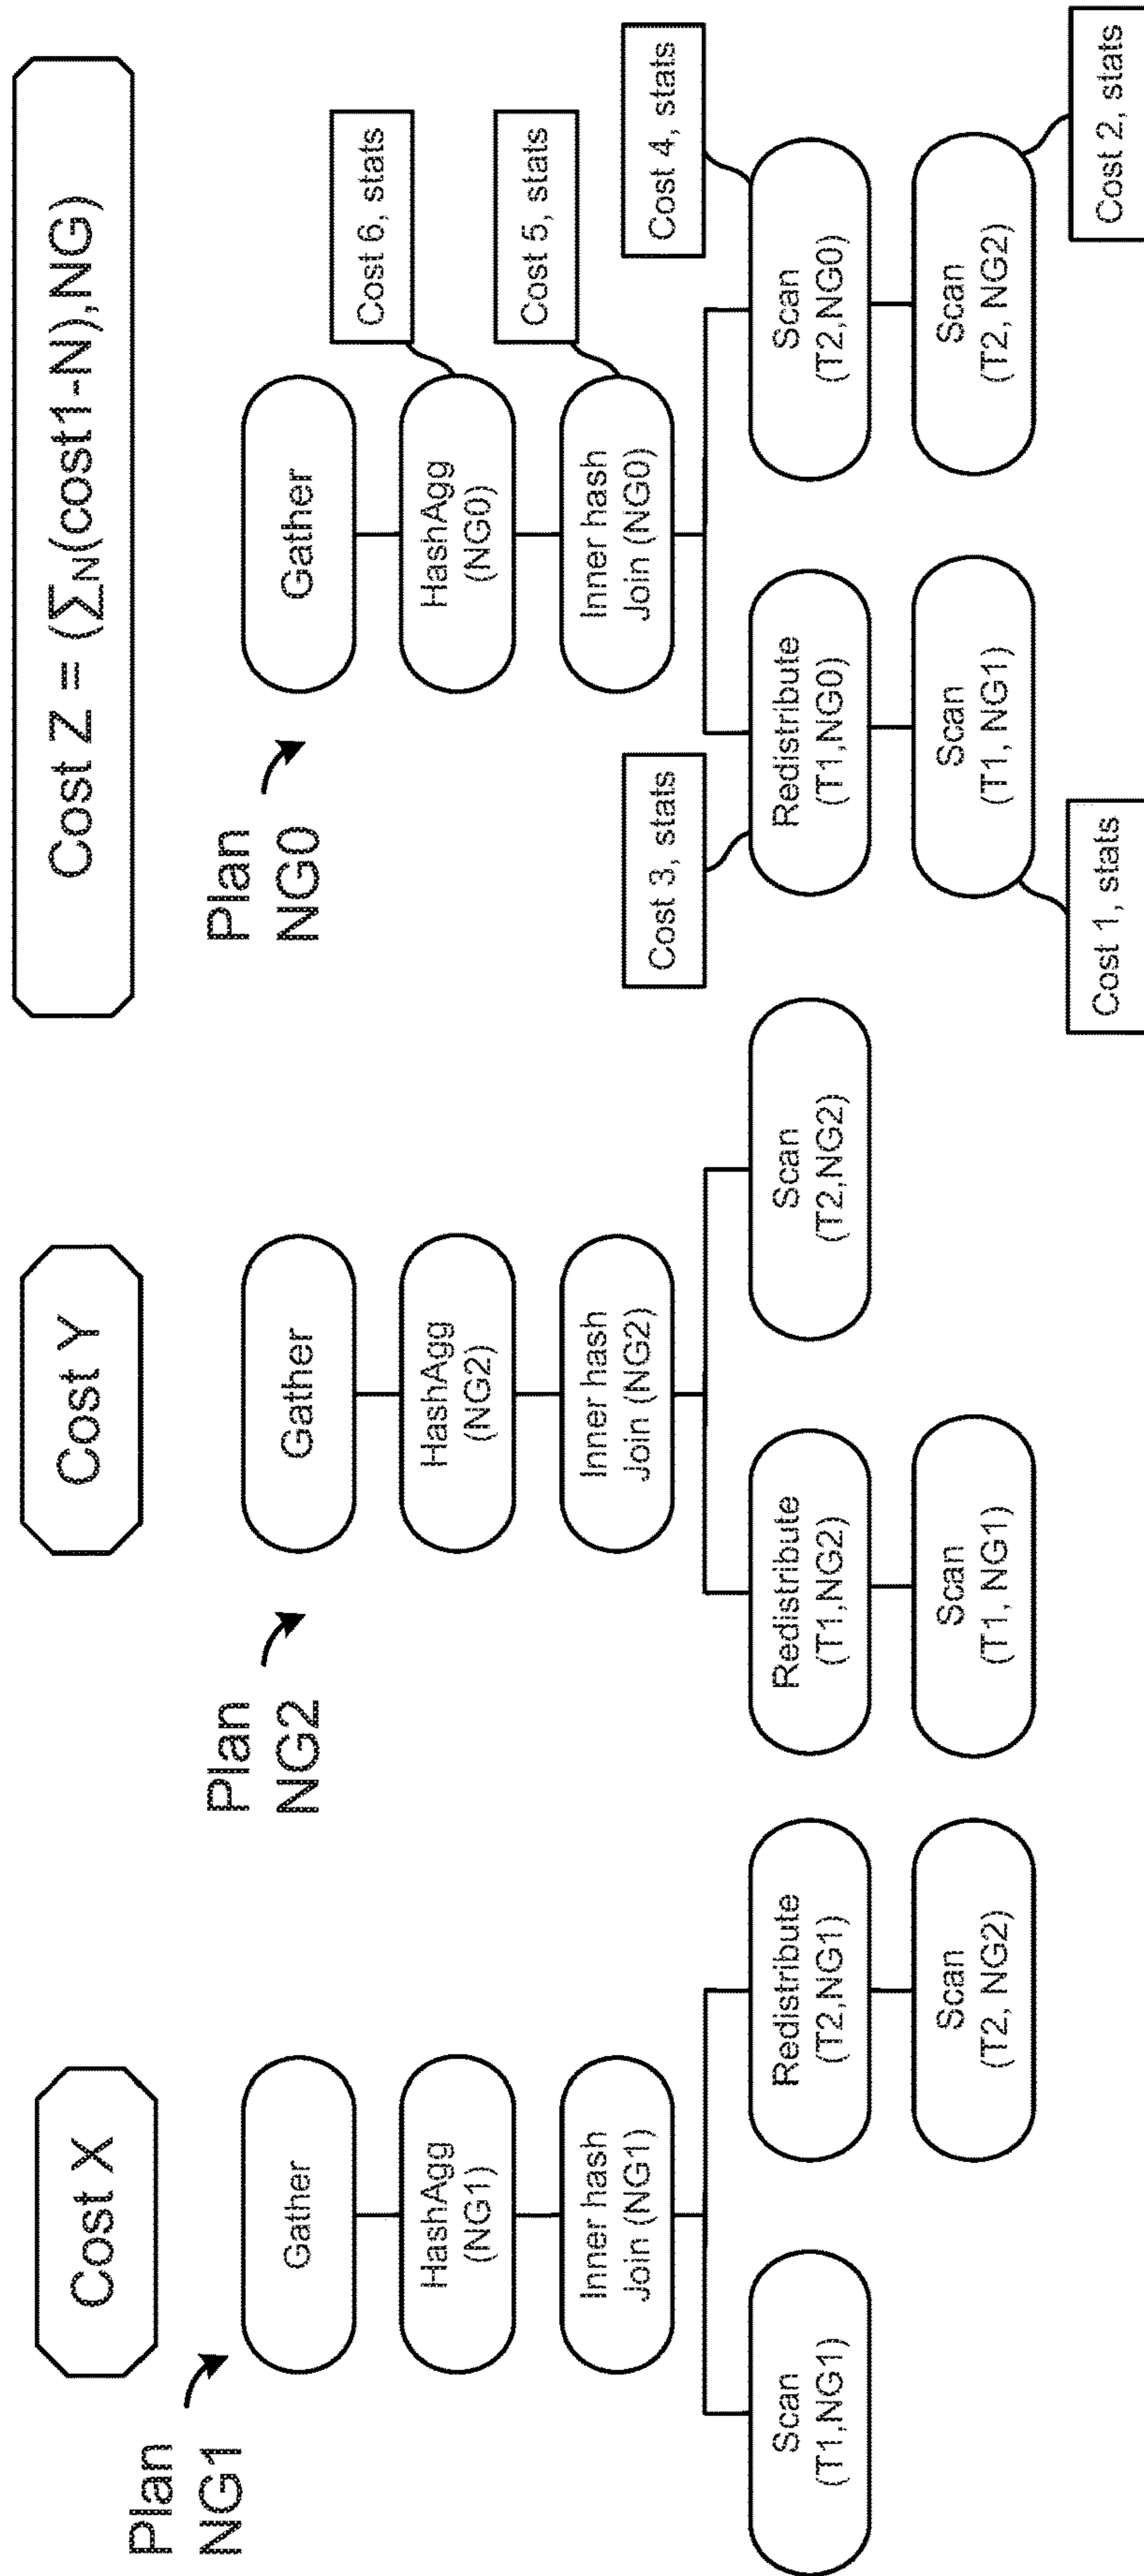 Cost X
Plan
NG1
Gather
HashAgg
(NG1)
Inner hash
Join (NG1)
Scan
(T1,NG1)
Redistribute
(T2,NG1)
Scan
(T2, NG2)
Cost Y
Plan
NG2
Gather
HashAgg
(NG2)
Inner hash
Join (NG2)
Redistribute
(T1,NG2)
Scan
(T2,NG2)
Scan
(T1, NG1)
Cost Z = (∑N(cost1-N),NG)
Plan
NG0
Gather
HashAgg
(NG0)
Cost 6, stats
Inner hash
Join (NG0)
Cost 5, stats
Cost 3, stats
Cost 4, stats
Redistribute
(T1,NG0)
Scan
(T2,NG0)
Scan
(T1, NG1)
Scan
(T2, NG2)
Cost 1, stats
Cost 2, stats